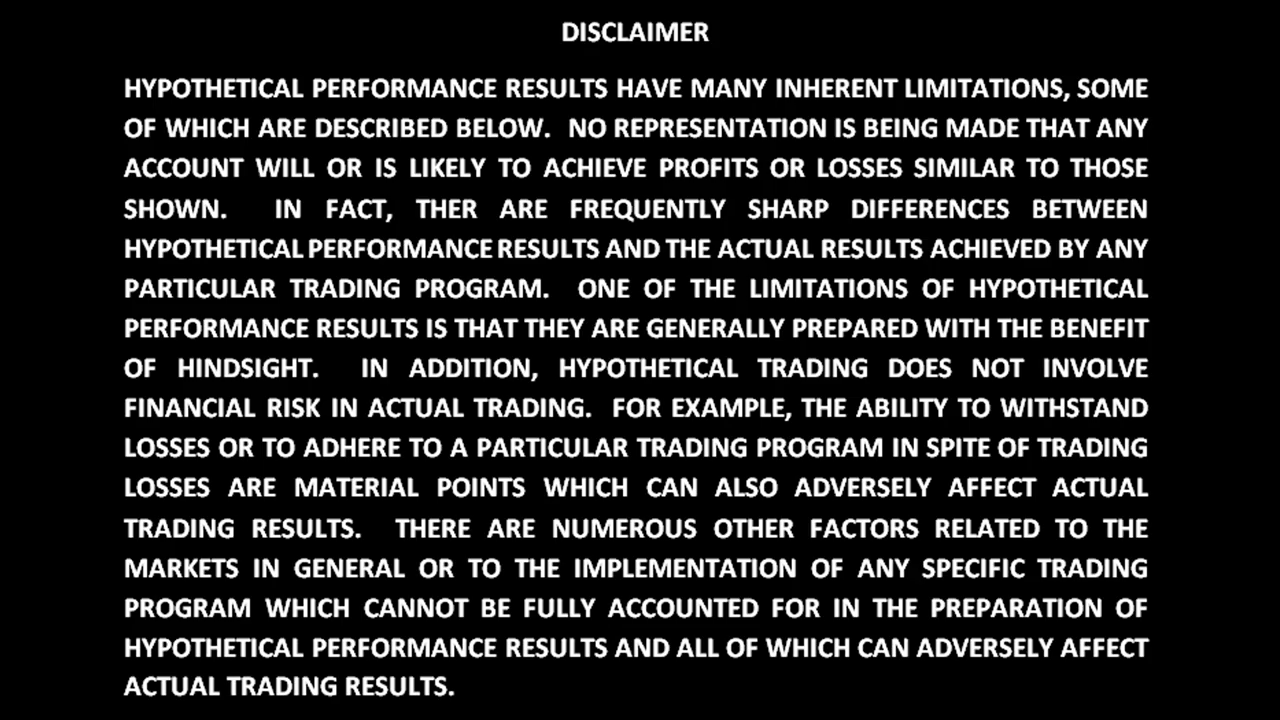 DISCLAIMER
HYPOTHETICAL PERFORMANCE RESULTS HAVE MANY INHERENT LIMITATIONS, SOME
OF WHICH ARE DESCRIBED BELOW. NO REPRESENTATION IS BEING MADE THAT ANY
ACCOUNT WILL OR IS LIKELY TO ACHIEVE PROFITS OR LOSSES SIMILAR TO THOSE
SHOWN. IN FACT, THER ARE FREQUENTLY SHARP DIFFERENCES BETWEEN
HYPOTHETICAL PERFORMANCE RESULTS AND THE ACTUAL RESULTS ACHIEVED BY ANY
PARTICULAR TRADING PROGRAM. ONE OF THE LIMITATIONS OF HYPOTHETICAL
PERFORMANCE RESULTS IS THAT THEY ARE GENERALLY PREPARED WITH THE BENEFIT
OF HINDSIGHT. IN ADDITION, HYPOTHETICAL TRADING DOES NOT INVOLVE
FINANCIAL RISK IN ACTUAL TRADING. FOR EXAMPLE, THE ABILITY TO WITHSTAND
LOSSES OR TO ADHERE TO A PARTICULAR TRADING PROGRAM IN SPITE OF TRADING
LOSSES ARE MATERIAL POINTS WHICH CAN ALSO ADVERSELY AFFECT ACTUAL
TRADING RESULTS. THERE ARE NUMEROUS OTHER FACTORS RELATED TO THE
MARKETS IN GENERAL OR TO THE IMPLEMENTATION OF ANY SPECIFIC TRADING
PROGRAM WHICH CANNOT BE FULLY ACCOUNTED FOR IN THE PREPARATION OF
HYPOTHETICAL PERFORMANCE RESULTS AND ALL OF WHICH CAN ADVERSELY AFFECT
ACTUAL TRADING RESULTS.